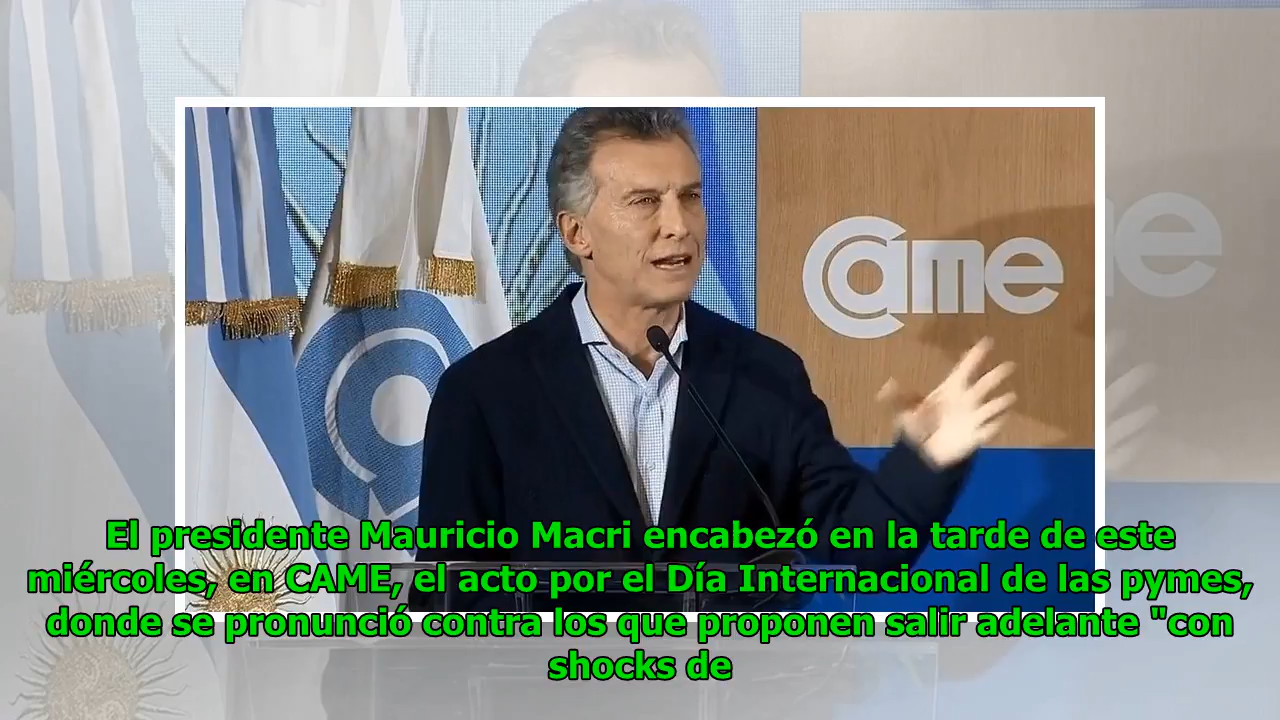 Came
me
El presidente Mauricio Macri encabezó en la tarde de este
miércoles, en CAME, el acto por el Día Internacional de las pymes,
donde se pronunció contra los que proponen salir adelante "con
shocks de